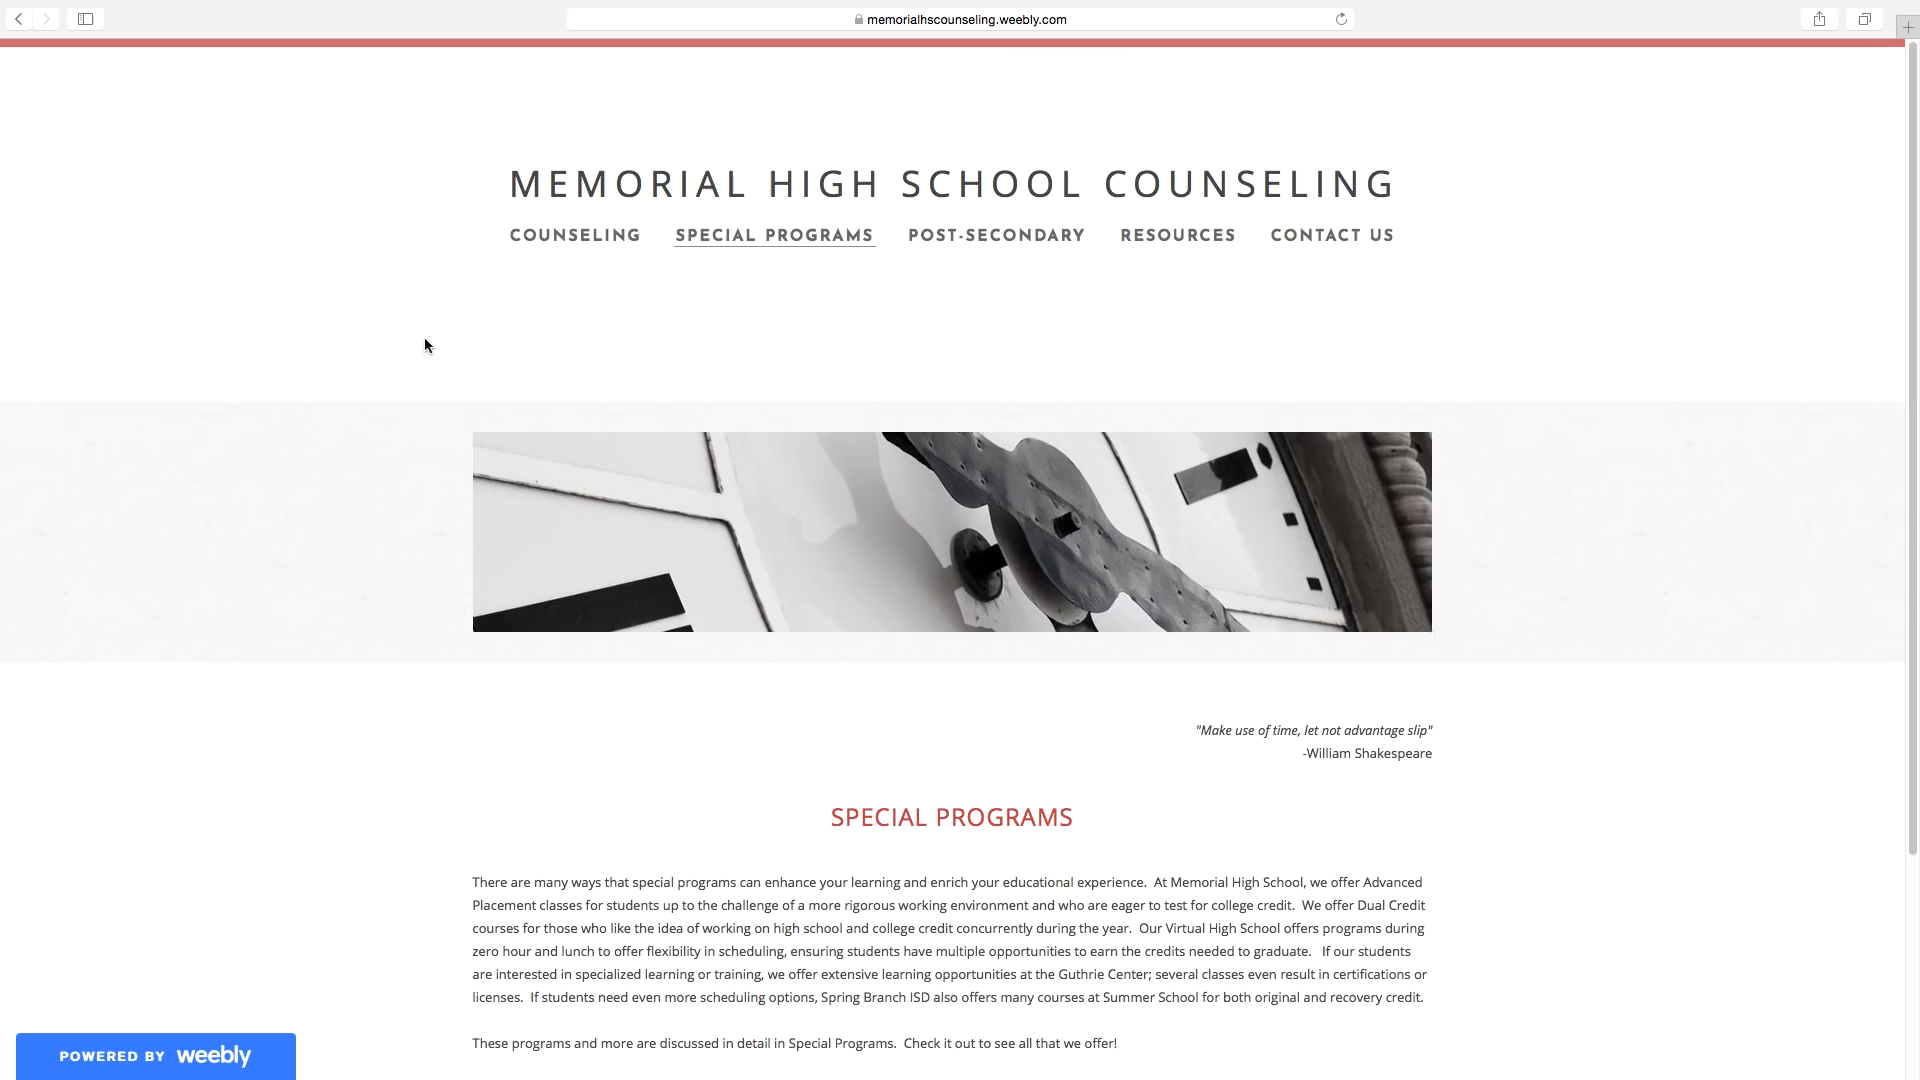 memorialhscounseling.weebly.com
MEMORIAL HIGH SCHOOL COUNSELING
COUNSELING SPECIAL PROGRAMS POST-SECONDARY RESOURCES CONTACT US
"Make use of time, let not advantage slip"
-William Shakespeare
SPECIAL PROGRAMS
There are many ways that special programs can enhance your learning and enrich your educational experience.  At Memorial High School, we offer Advanced
Placement classes for students up to the challenge of a more rigorous working environment and who are eager to test for college credit.  We offer Dual Credit
courses for those who like the idea of working on high school and college credit concurrently during the year.  Our Virtual High School offers programs during
zero hour and lunch to offer flexibility in scheduling, ensuring students have multiple opportunities to earn the credits needed to graduate.   If our students
are interested in specialized learning or training, we offer extensive learning opportunities at the Guthrie Center; several classes even result in certifications or
licenses.  If students need even more scheduling options, Spring Branch ISD also offers many courses at Summer School for both original and recovery credit.
These programs and more are discussed in detail in Special Programs.  Check it out to see all that we offer!
POWERED BY weebly